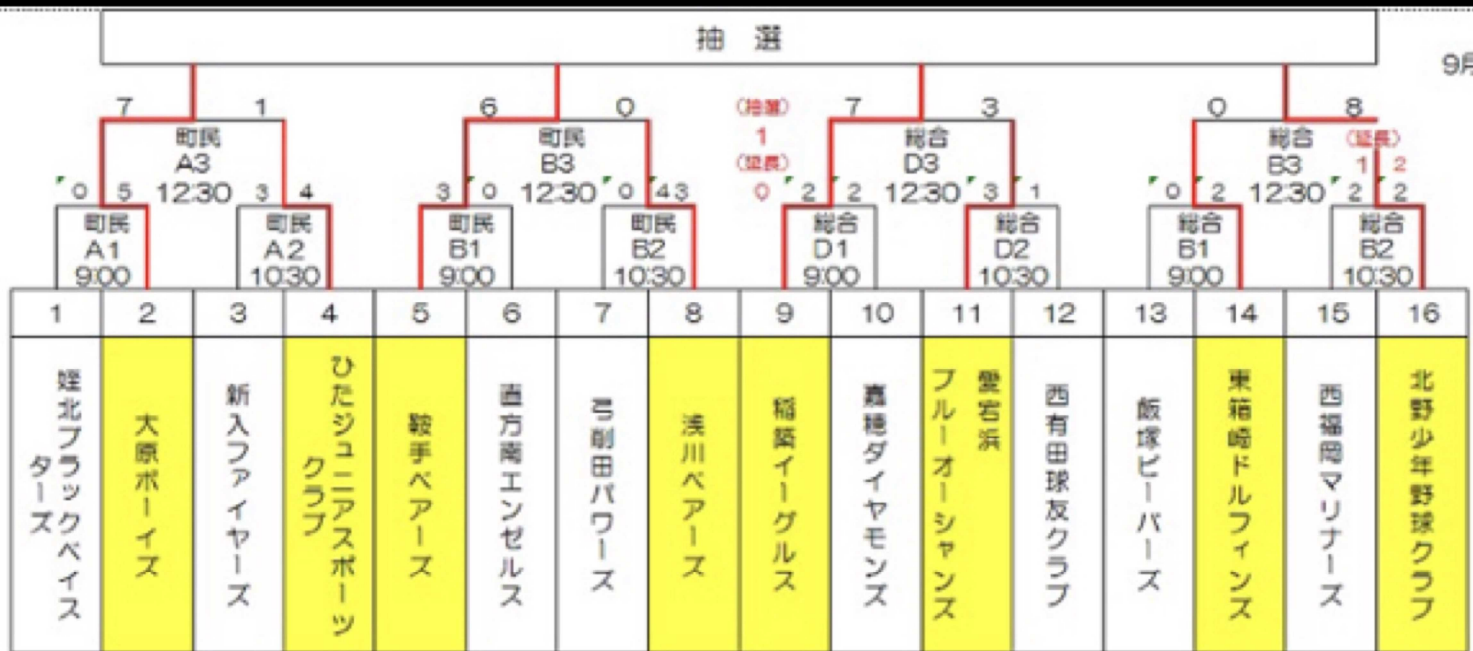 抽 選
9月
7 1 6 0 (抽選) 7 3 0 8
町民 町民 1 総合 総合 (延長)
A3 B3 (延長) D3 B3 1 2
0 5 12:30 3 4 3 0 12:30 0 43 0 2 2 12:30 3 1 0 2 12:30 2 2
町民 町民 町民 町民 総合 総合 総合 総合
A1 A2 B1 B2 D1 D2 B1 B2
9:00 10:30 9:00 10:30 9:00 10:30 9:00 10:30
1 2 3 4 5 6 7 8 9 10 11 12 13 14 15 16
姪北ブラックベイス
ターズ
大原ボーイズ
新入ファイヤーズ
ひたジュニアスポーツ
クラブ
鞍手ベアーズ
直方南エンゼルス
弓削田パワーズ
浅川ベアーズ
稲築イーグルス
嘉穂ダイヤモンズ
愛宕浜
ブルーオーシャンズ
西有田球友クラブ
飯塚ビーバーズ
東箱崎ドルフィンズ
西福岡マリナーズ
北野少年野球クラブ